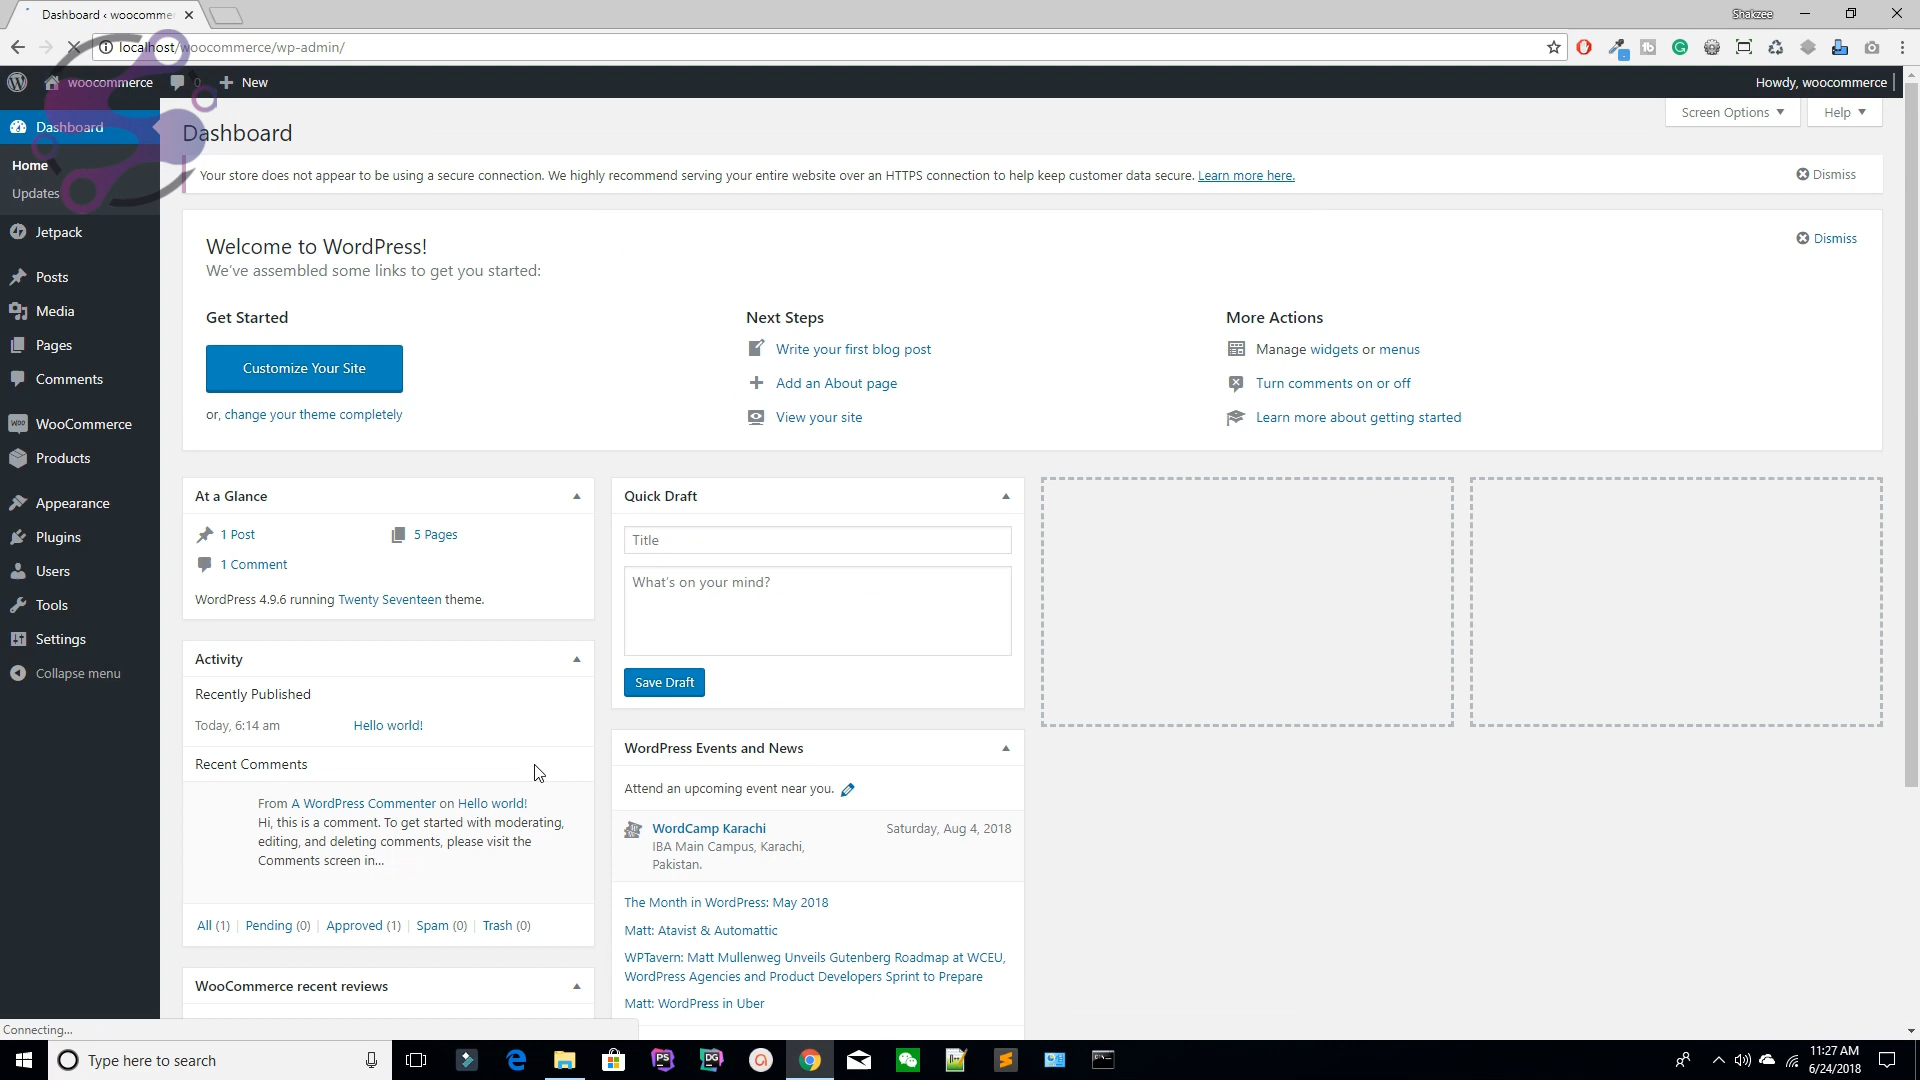 Dashboard ‹ woocomme
Shakzee
localhost/woocommerce/wp-admin/
woocommerce
0
New
Howdy, woocommerce
Dashboard
Home
Updates
Jetpack
Posts
Media
Pages
Comments
WooCommerce
Products
Appearance
Plugins
Users
Tools
Settings
Collapse menu
Dashboard
Screen Options
Help
Your store does not appear to be using a secure connection. We highly recommend serving your entire website over an HTTPS connection to help keep customer data secure. Learn more here.
Dismiss
Welcome to WordPress!
Dismiss
We've assembled some links to get you started:
Get Started
Customize Your Site
or, change your theme completely
Next Steps
Write your first blog post
Add an About page
View your site
More Actions
Manage widgets or menus
Turn comments on or off
Learn more about getting started
At a Glance
1 Post
5 Pages
1 Comment
WordPress 4.9.6 running Twenty Seventeen theme.
Activity
Recently Published
Today, 6:14 am
Hello world!
Recent Comments
From A WordPress Commenter on Hello world!
Hi, this is a comment. To get started with moderating,
editing, and deleting comments, please visit the
Comments screen in…
All (1) | Pending (0) | Approved (1) | Spam (0) | Trash (0)
WooCommerce recent reviews
Quick Draft
Title
What's on your mind?
Save Draft
WordPress Events and News
Attend an upcoming event near you.
WordCamp Karachi
Saturday, Aug 4, 2018
IBA Main Campus, Karachi,
Pakistan.
The Month in WordPress: May 2018
Matt: Atavist & Automattic
WPTavern: Matt Mullenweg Unveils Gutenberg Roadmap at WCEU,
WordPress Agencies and Product Developers Sprint to Prepare
Matt: WordPress in Uber
Connecting...
Type here to search
11:27 AM
6/24/2018